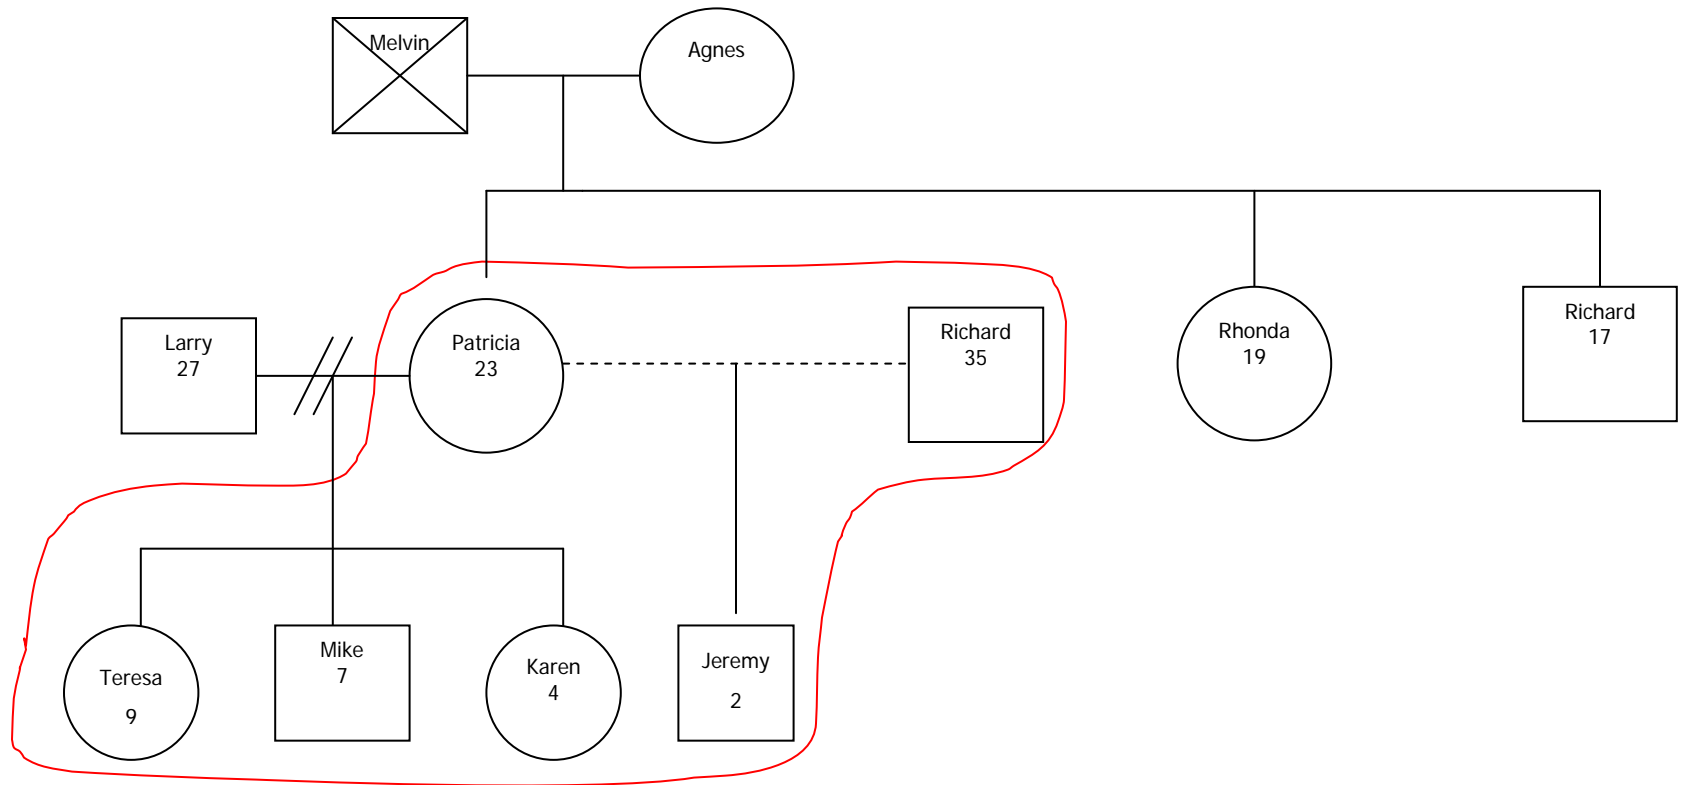 Melvin
Agnes
Larry
27
Patricia
23
Richard
35
Rhonda
19
Richard
17
Teresa
9
Mike
7
Karen
4
Jeremy
2